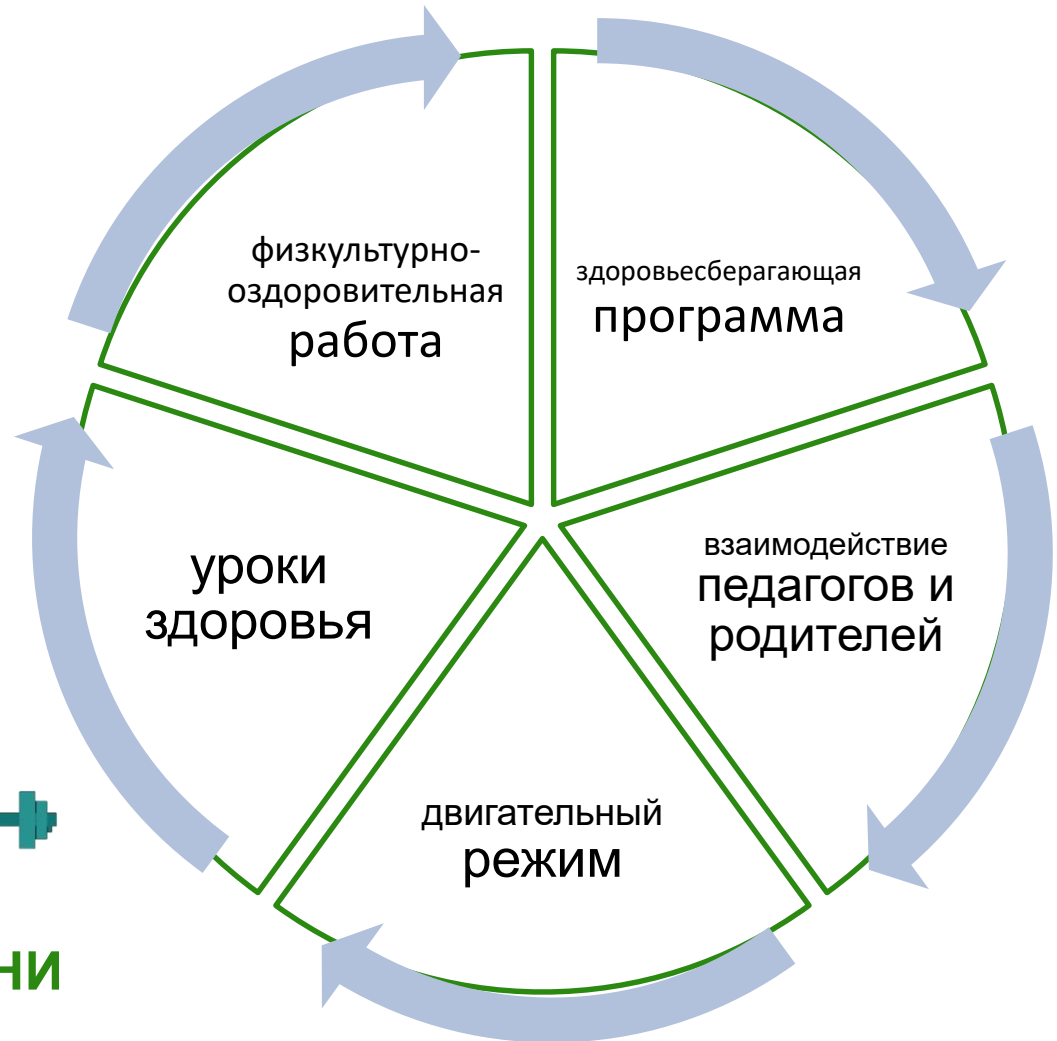 физкультурно-
оздоровительная
работа
здоровьесберагающая
программа
взаимодействие
педагогов и
родителей
двигательный
режим
уроки
здоровья
НИ